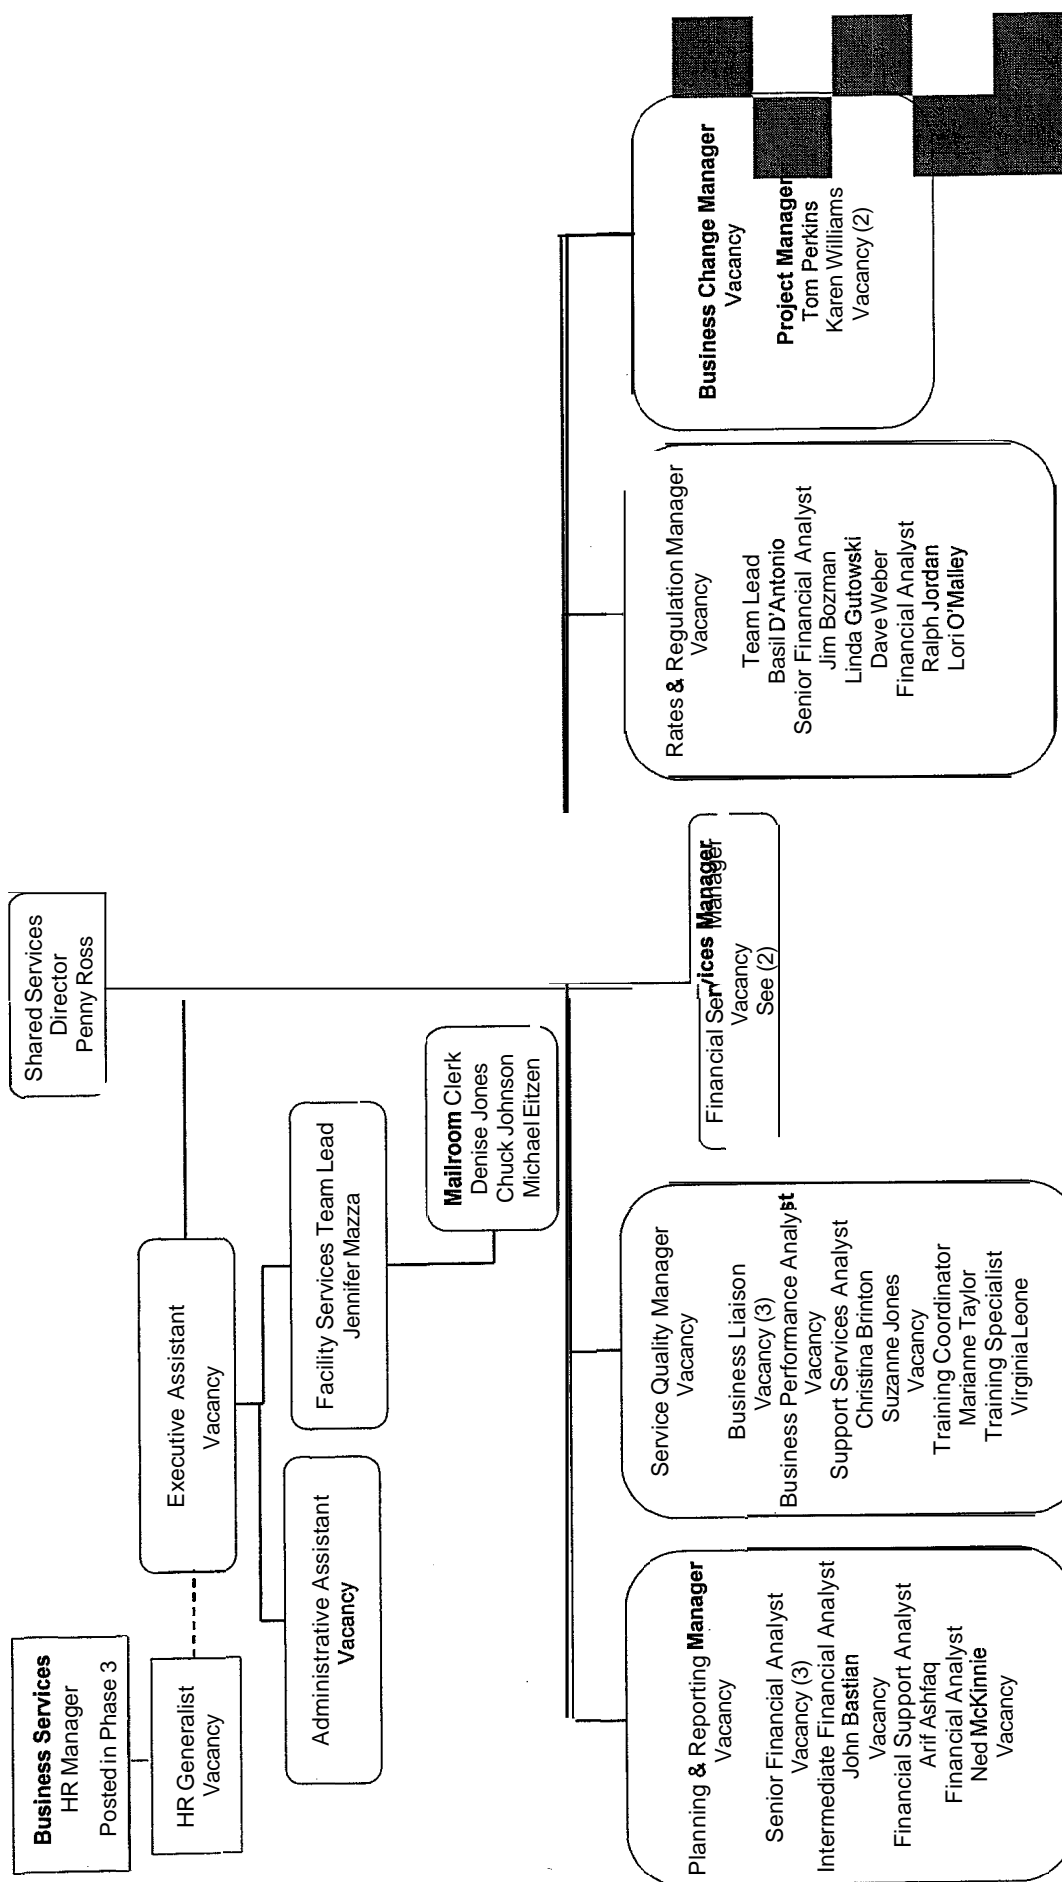 Shared Services
Director
Penny Ross
Business Services
HR Manager
Posted in Phase 3
HR Generalist
Vacancy
Executive Assistant
Vacancy
Administrative Assistant
Vacancy
Facility Services Team Lead
Jennifer Mazza
Mailroom Clerk
Denise Jones
Chuck Johnson
Michael Eitzen
Planning & Reporting Manager
Vacancy
Senior Financial Analyst
Vacancy (3)
Intermediate Financial Analyst
John Bastian
Vacancy
Financial Support Analyst
Arif Ashfaq
Financial Analyst
Ned McKinnie
Vacancy
Service Quality Manager
Vacancy
Business Liaison
Vacancy (3)
Business Performance Analyst
Vacancy
Support Services Analyst
Christina Brinton
Suzanne Jones
Vacancy
Training Coordinator
Marianne Taylor
Training Specialist
Virginia Leone
Financial Services Manager
Vacancy
See (2)
Rates & Regulation Manager
Vacancy
Team Lead
Basil D'Antonio
Senior Financial Analyst
Jim Bozman
Linda Gutowski
Dave Weber
Financial Analyst
Ralph Jordan
Lori O'Malley
Business Change Manager
Vacancy
Project Manager
Tom Perkins
Karen Williams
Vacancy (2)